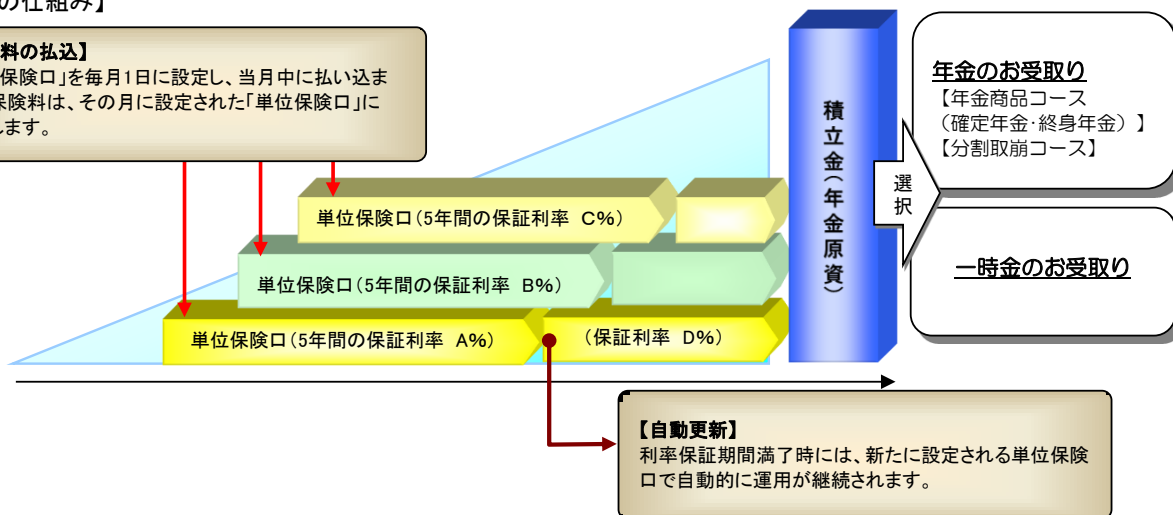 の仕組み】
料の払込】
保険口」を毎月1日に設定し、当月中に払い込ま
保険料は、その月に設定された「単位保険口」に
します。
単位保険口(5年間の保証利率 C%)
単位保険口(5年間の保証利率 B%)
単位保険口(5年間の保証利率 A%)
(保証利率 D%)
積立金(年金原資)
選択
年金のお受取り
【年金商品コース
(確定年金・終身年金)】
【分割取崩コース】
一時金のお受取り
【自動更新】
利率保証期間満了時には、新たに設定される単位保険
口で自動的に運用が継続されます。